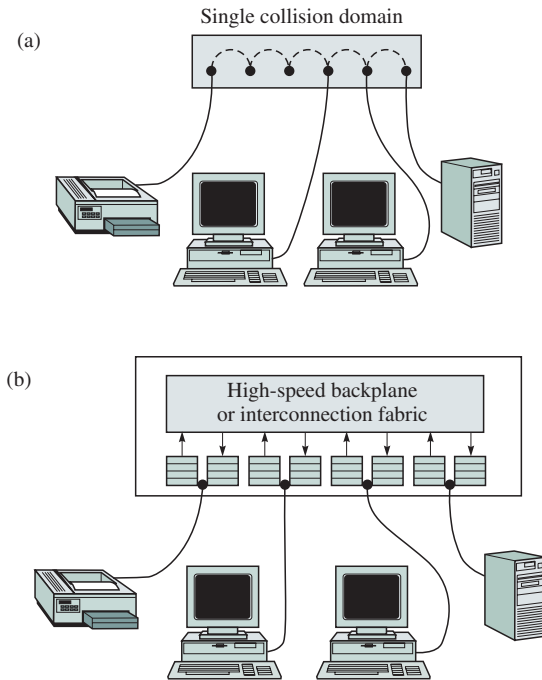 Single collision domain
(a)
(b)
High-speed backplane
or interconnection fabric